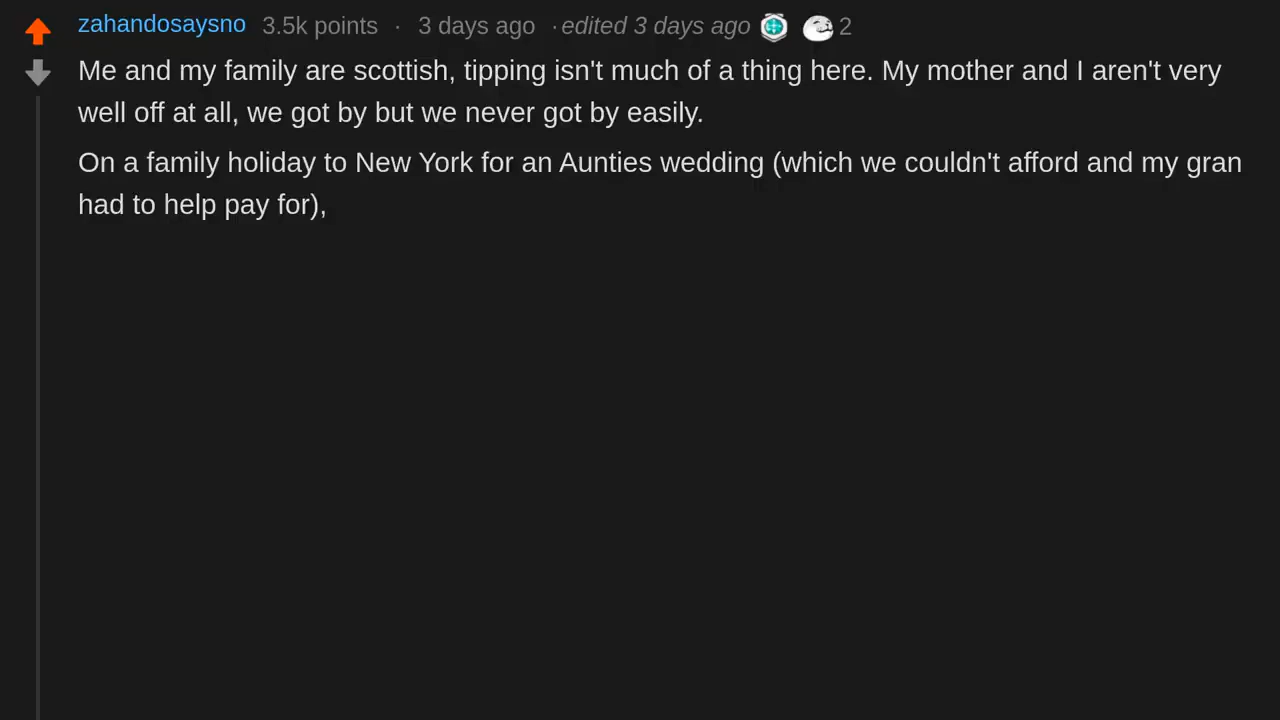 zahandosaysno 3.5k points · 3 days ago · edited 3 days ago 2
Me and my family are scottish, tipping isn't much of a thing here. My mother and I aren't very
well off at all, we got by but we never got by easily.
On a family holiday to New York for an Aunties wedding (which we couldn't afford and my gran
had to help pay for),